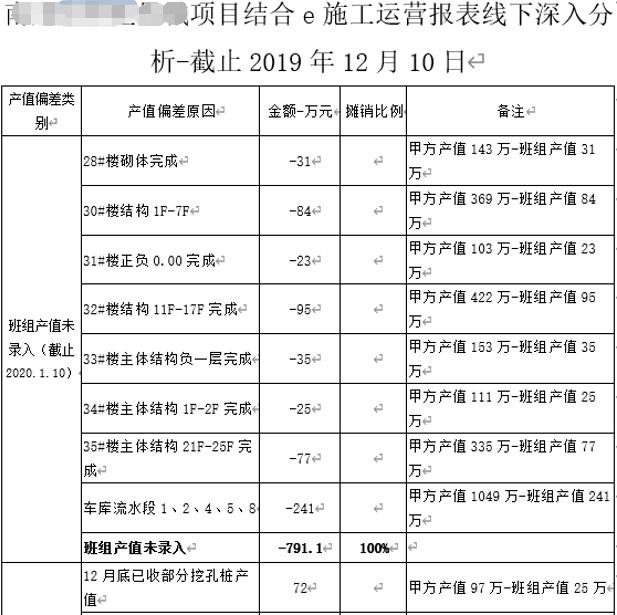 项目结合 e 施工运营报表线下深入分
析-截止 2019 年 12 月 10 日
产值偏差类
别
产值偏差原因
金额-万元
摊销比例
备注
班组产值未
录入（截止
2020.1.10）
28#楼砌体完成
-31
甲方产值 143 万-班组产值 31
万
30#楼结构 1F-7F
-84
甲方产值 369 万-班组产值 84
万
31#楼正负 0.00 完成
-23
甲方产值 103 万-班组产值 23
万
32#楼结构 11F-17F 完成
-95
甲方产值 422 万-班组产值 95
万
33#楼主体结构负一层完成
-35
甲方产值 153 万-班组产值 35
万
34#楼主体结构 1F-2F 完成
-25
甲方产值 111 万-班组产值 25
万
35#楼主体结构 21F-25F 完
成
-77
甲方产值 335 万-班组产值 77
万
车库流水段 1、2、4、5、8
-241
甲方产值 1049 万-班组产值 241
万
班组产值未录入
-791.1
100%
12 月底已收部分挖孔桩产
值
72
甲方产值 97 万-班组产值 25 万